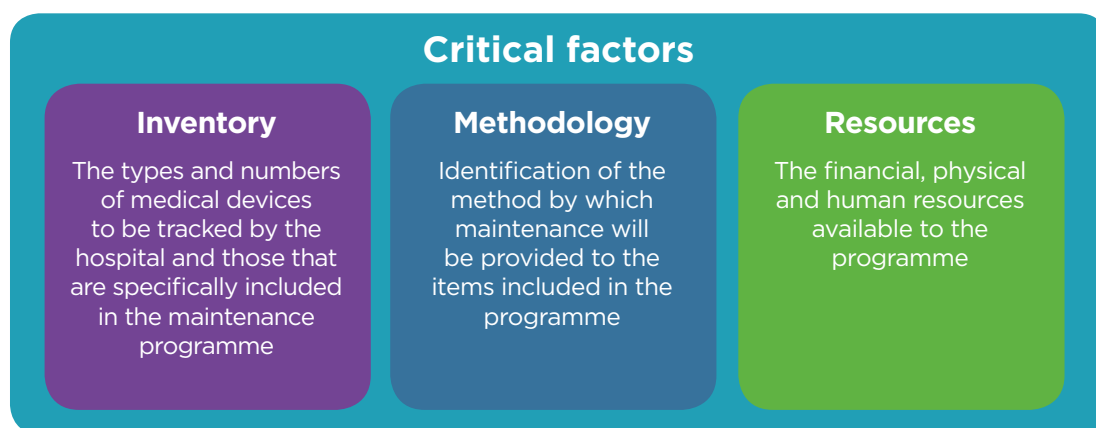 Critical factors
Inventory
The types and numbers
of medical devices
to be tracked by the
hospital and those that
are specifically included
in the maintenance
programme
Methodology
Identification of the
method by which
maintenance will
be provided to the
items included in the
programme
Resources
The financial, physical
and human resources
available to the
programme